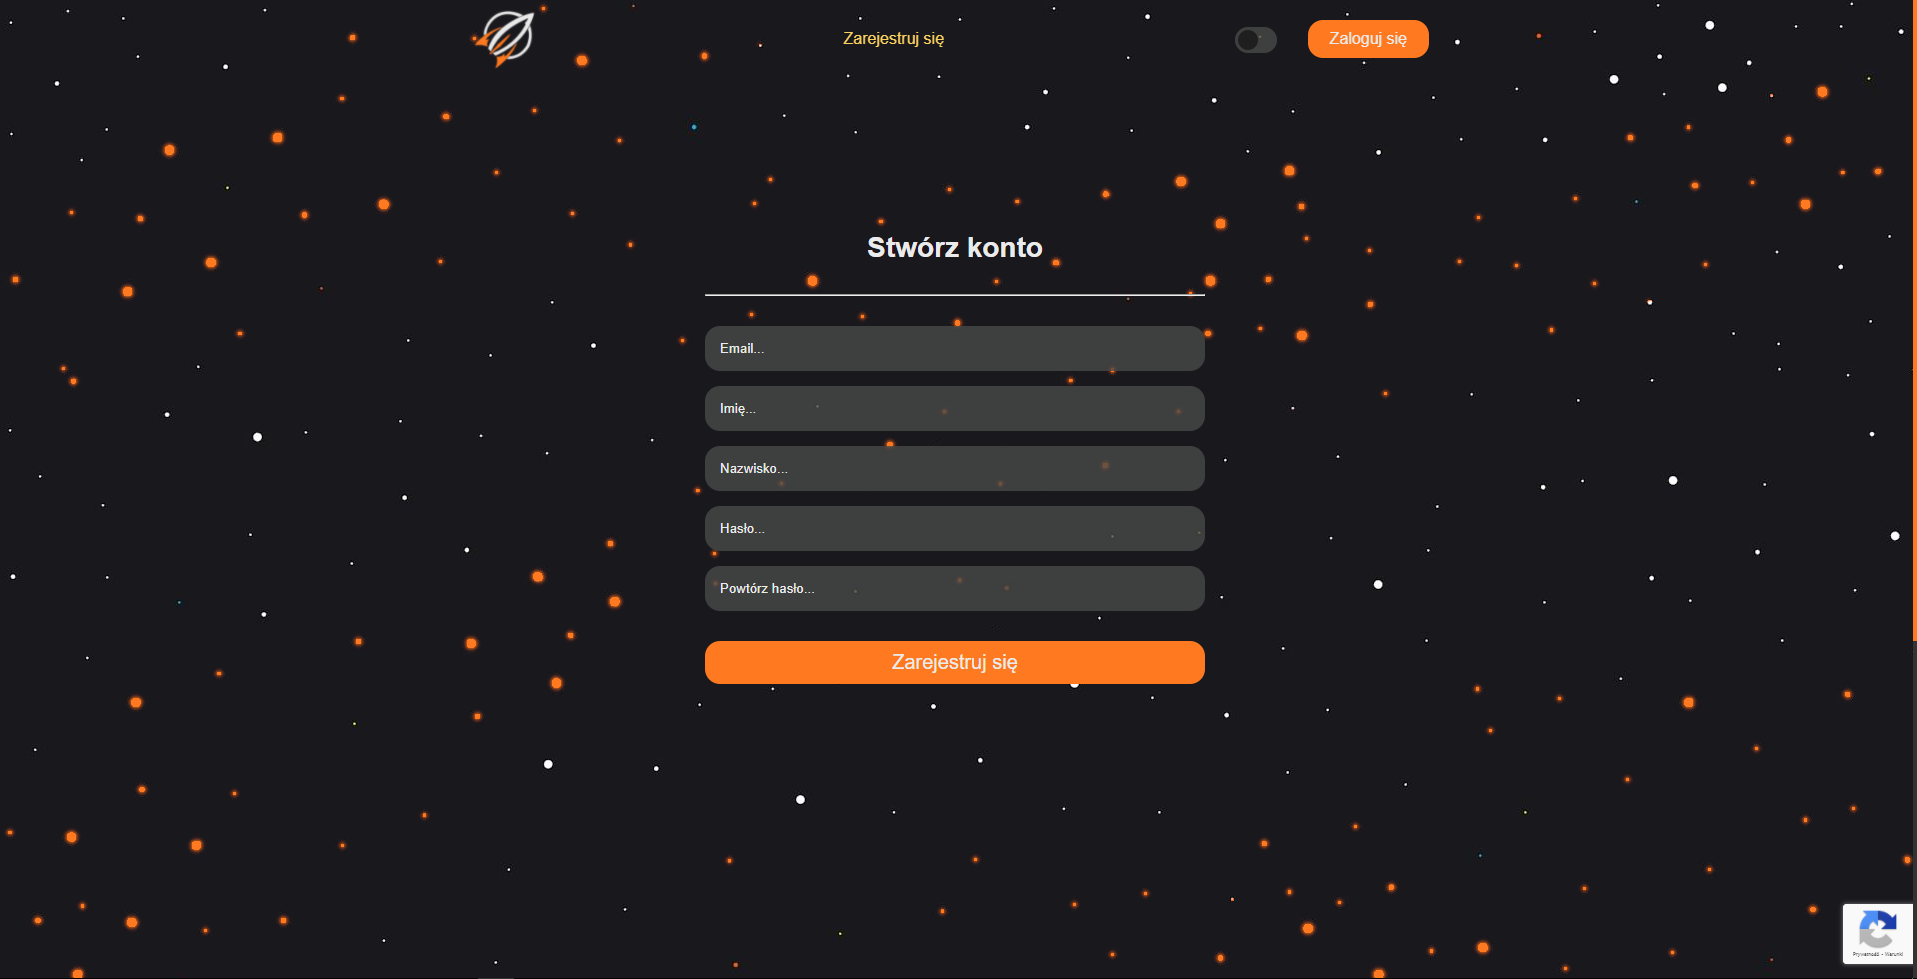 Zarejestruj się
Zaloguj się
Stwórz konto
Email...
Imię...
Nazwisko...
Hasło...
Powtórz hasło...
Zarejestruj się
Prywatność - Warunki